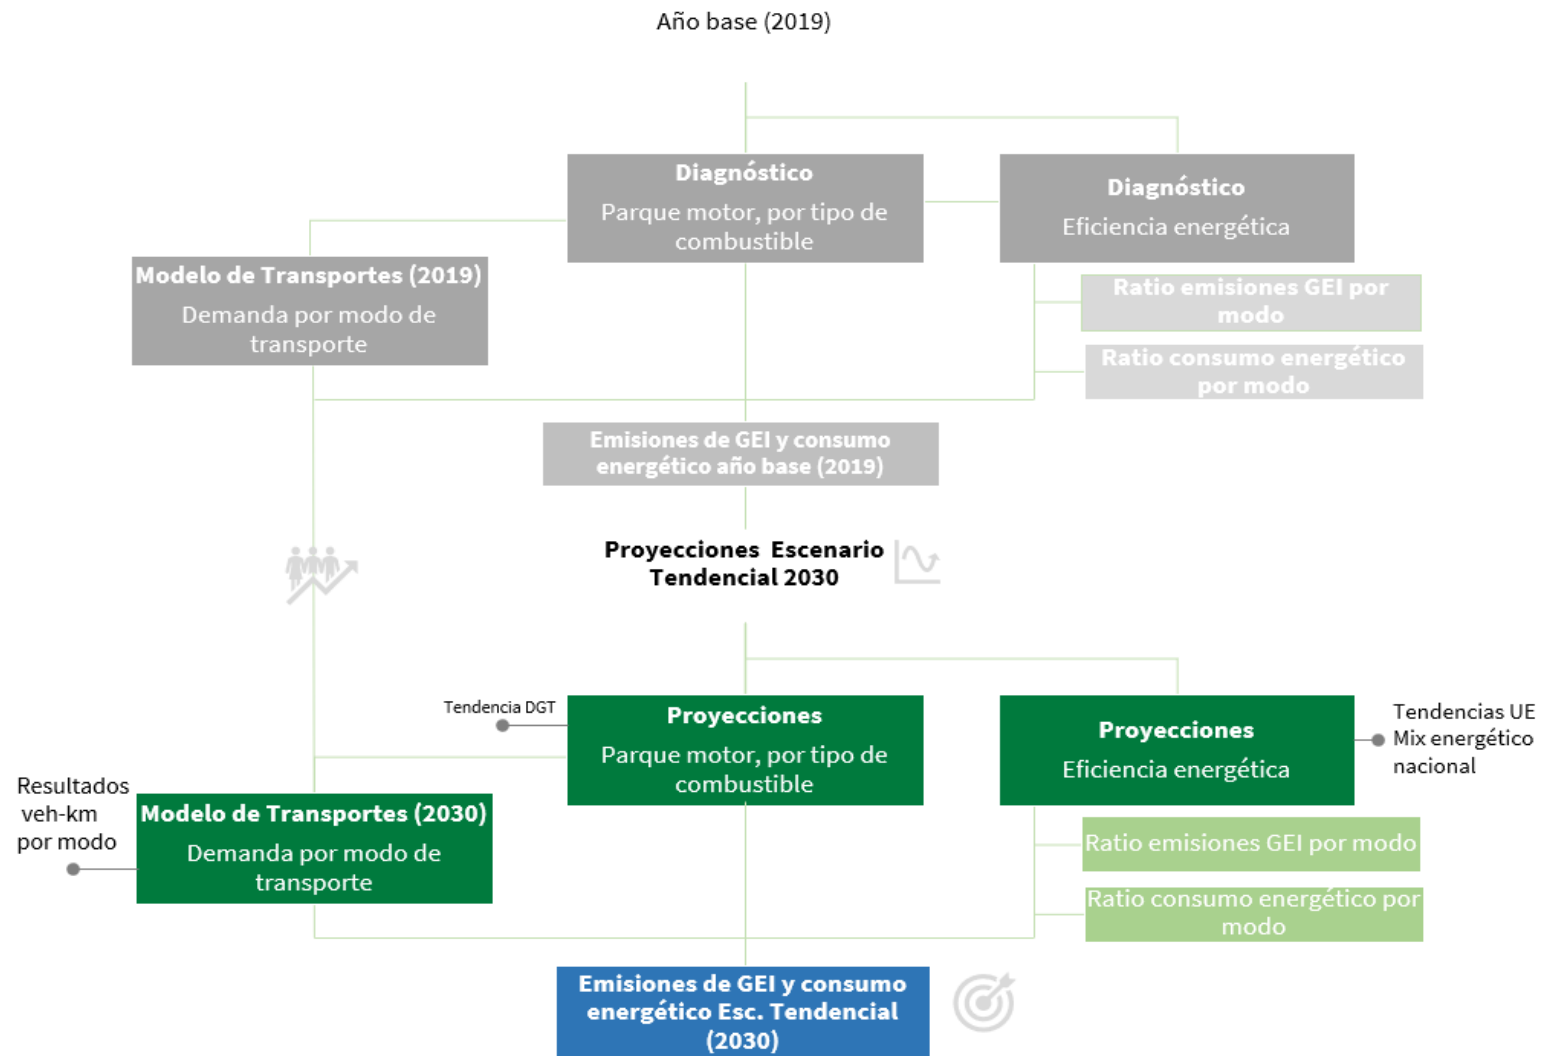 Año base (2019)
Diagnóstico
Parque motor, por tipo de
combustible
Diagnóstico
Eficiencia energética
Modelo de Transportes (2019)
Demanda por modo de
transporte
Ratio emisiones GEI por
modo
Ratio consumo energético
por modo
Emisiones de GEI y consumo
energético año base (2019)
Proyecciones Escenario
Tendencial 2030
Tendencia DGT
Proyecciones
Parque motor, por tipo de
combustible
Proyecciones
Eficiencia energética
Tendencias UE
Mix energético
nacional
Resultados
veh-km
por modo
Modelo de Transportes (2030)
Demanda por modo de
transporte
Ratio emisiones GEI por modo
Ratio consumo energético por
modo
Emisiones de GEI y consumo
energético Esc. Tendencial
(2030)